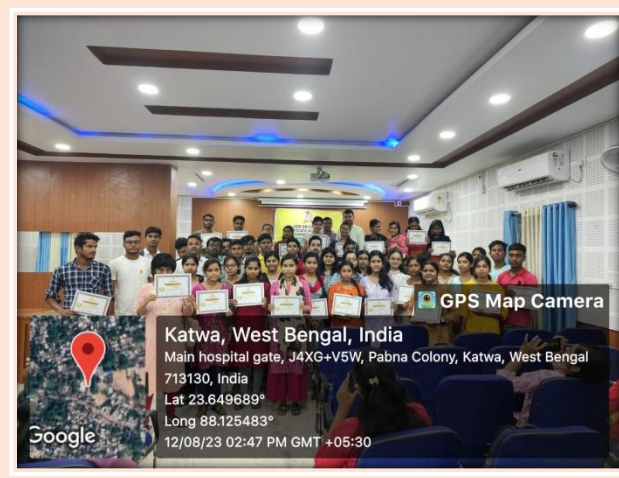 GPS Map Camera
Katwa, West Bengal, India
Main hospital gate, J4XG+V5W, Pabna Colony, Katwa, West Bengal
713130, India
Lat 23.649689°
Long 88.125483°
12/08/23 02:47 PM GMT +05:30
Google